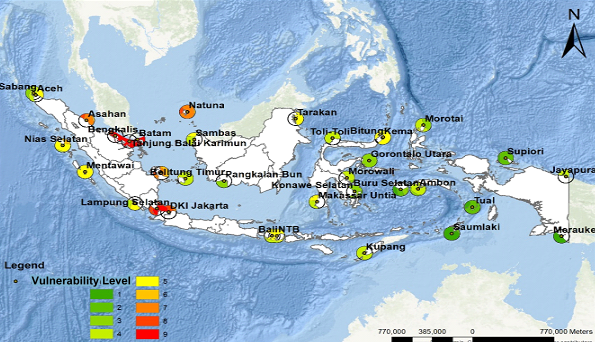 N
Sabang
Aceh
Natuna
Asahan
Bengkalis
Batam
Tanjung Balai Karimun
Sambas
Tarakan
Morotai
Toli-Toli
Bitung
Kema
Nias Selatan
Gorontalo Utara
Supiori
Mentawai
Belitung Timur
Pangkalan Bun
Morowali
Jayapura
Konawe Selatan
Buru Selatan
Ambon
Makassar Untia
Lampung Selatan
DKI Jakarta
Tual
Bali
NTB
Saumlaki
Merauke
Kupang
Legend
Vulnerability Level
1
2
3
4
5
6
7
8
9
770,000 385,000 0 770,000 Meters